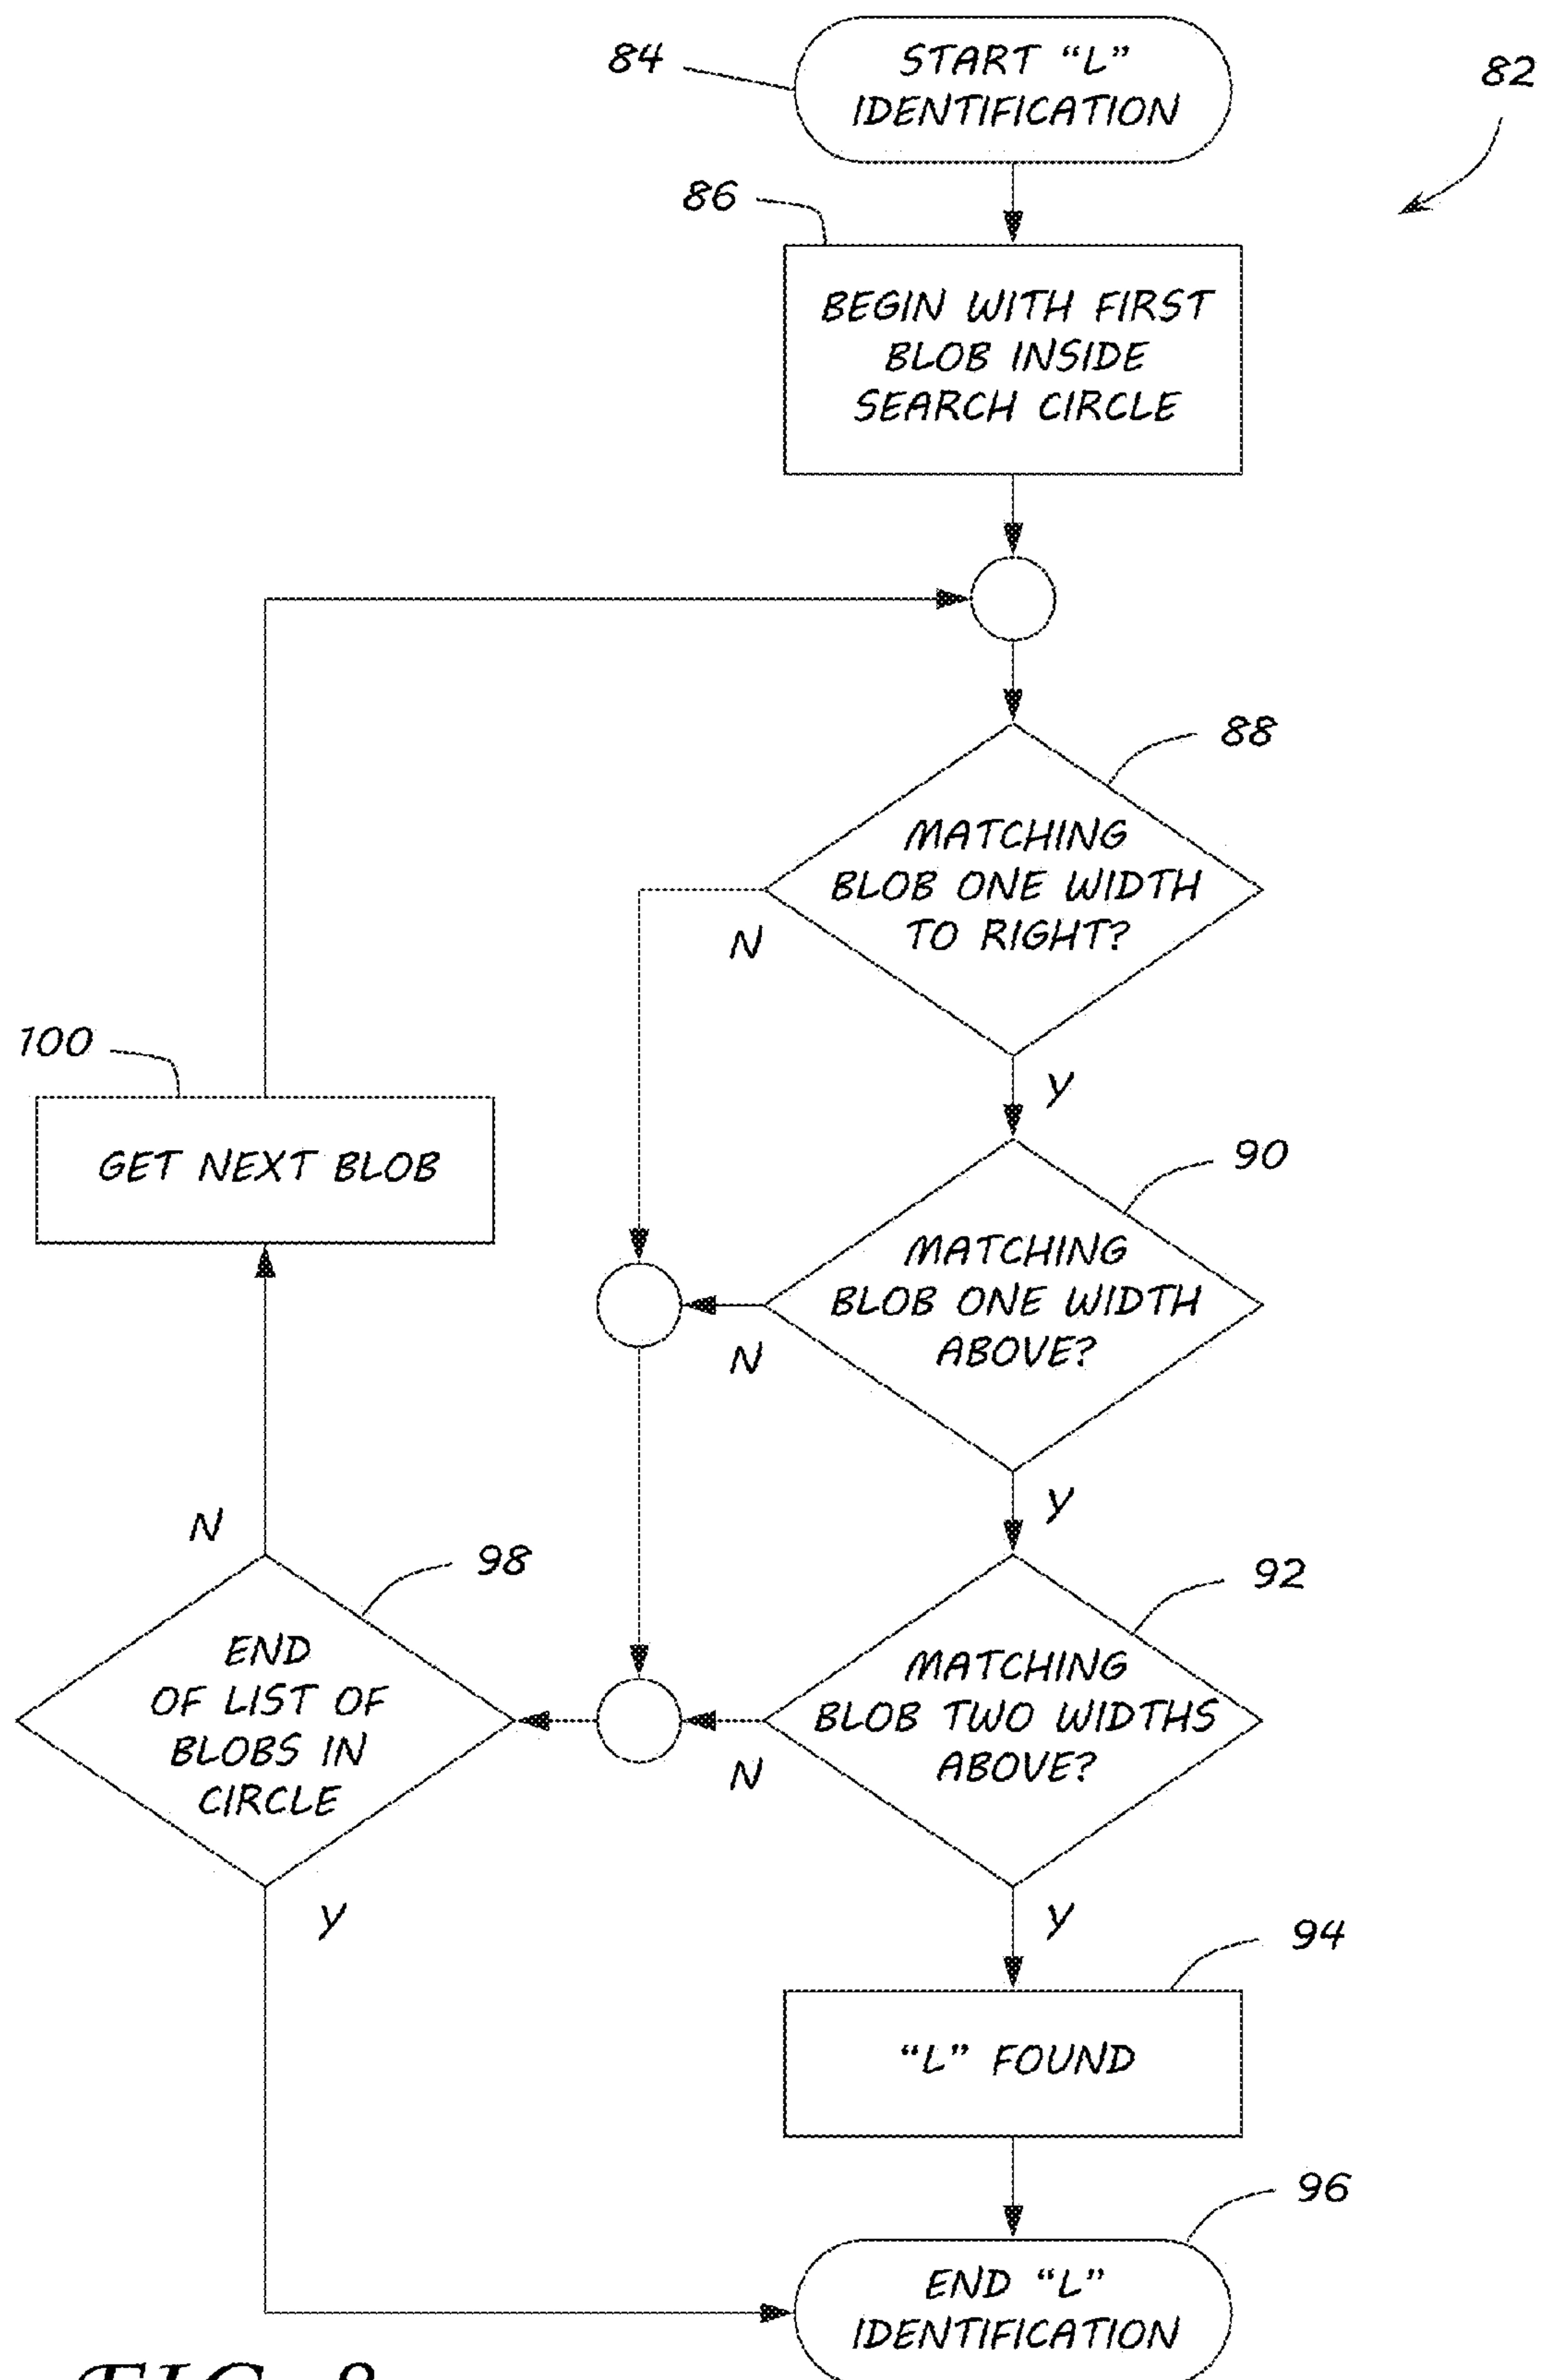 84
START “L”
IDENTIFICATION
82
86
BEGIN WITH FIRST
BLOB INSIDE
SEARCH CIRCLE
88
MATCHING
BLOB ONE WIDTH
TO RIGHT?
N
Y
100
GET NEXT BLOB
90
MATCHING
BLOB ONE WIDTH
ABOVE?
N
Y
N
98
END
OF LIST OF
BLOBS IN
CIRCLE
Y
92
MATCHING
BLOB TWO WIDTHS
ABOVE?
N
Y
94
“L” FOUND
96
END “L”
IDENTIFICATION